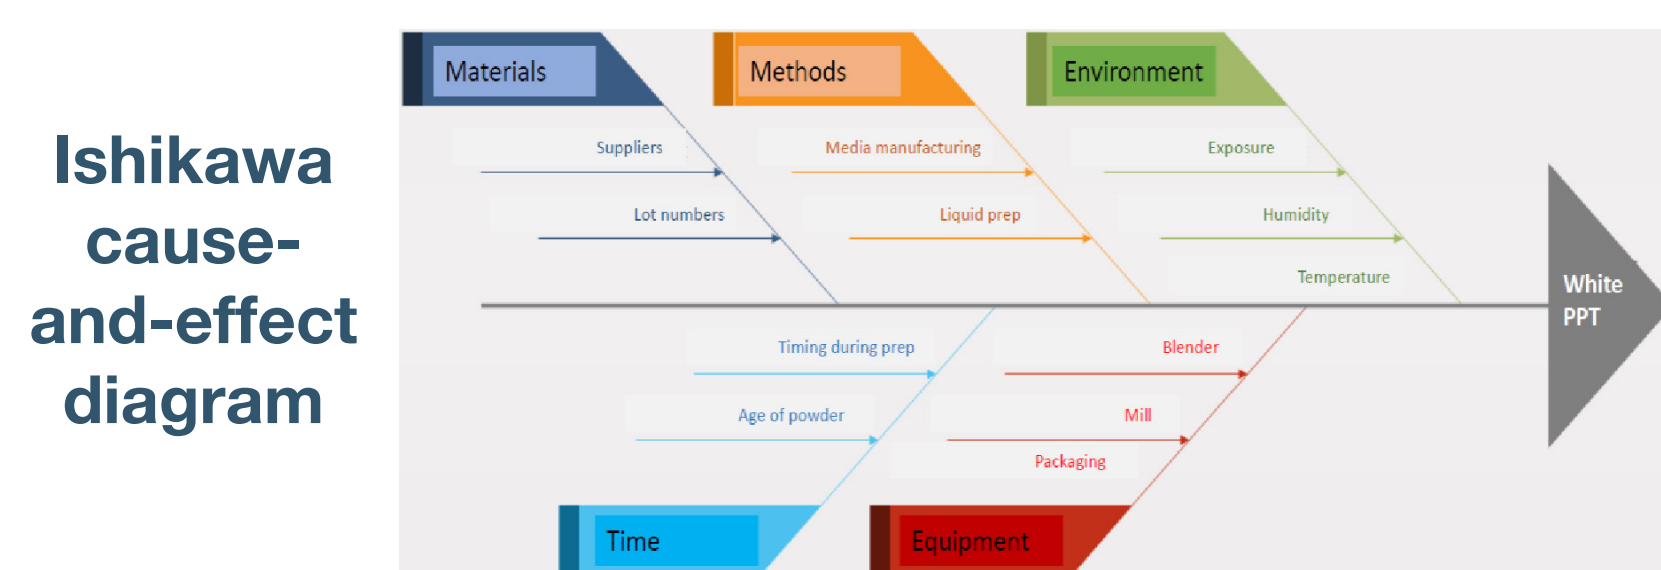 Ishikawa
cause-
and-effect
diagram
Materials
Methods
Environment
Suppliers
Media manufacturing
Exposure
Lot numbers
Liquid prep
Humidity
Temperature
White
PPT
Timing during prep
Blender
Age of powder
Mill
Packaging
Time
Equipment